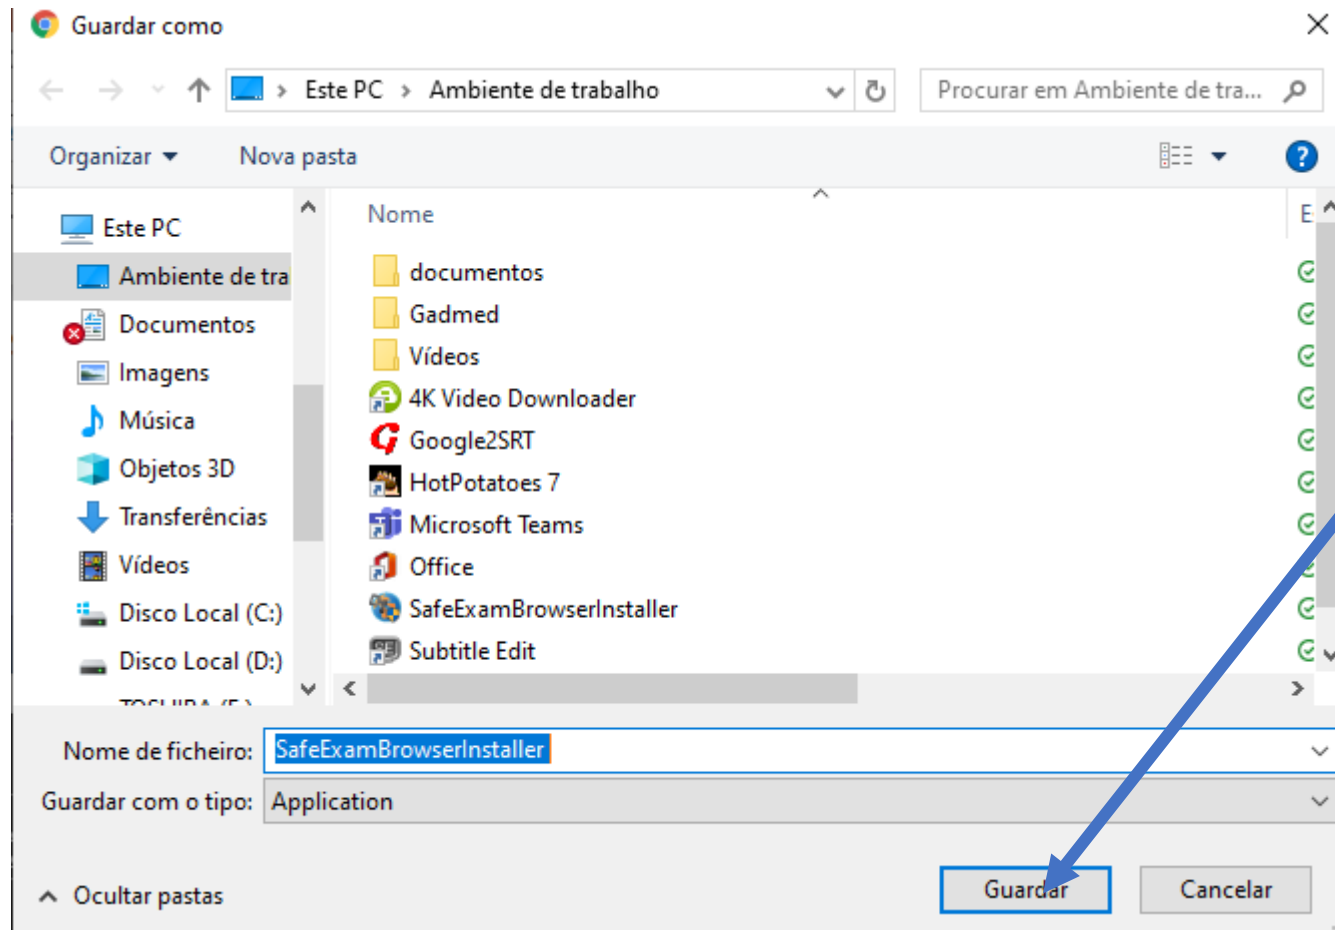 Guardar como
Este PC > Ambiente de trabalho
Procurar em Ambiente de tra...
Organizar
Nova pasta
Este PC
Ambiente de tra
Documentos
Imagens
Música
Objetos 3D
Transferências
Vídeos
Disco Local (C:)
Disco Local (D:)
Nome
E
documentos
Gadmed
Vídeos
4K Video Downloader
Google2SRT
HotPotatoes 7
Microsoft Teams
Office
SafeExamBrowserInstaller
Subtitle Edit
Nome de ficheiro: SafeExamBrowserInstaller
Guardar com o tipo: Application
Ocultar pastas
Guardar
Cancelar